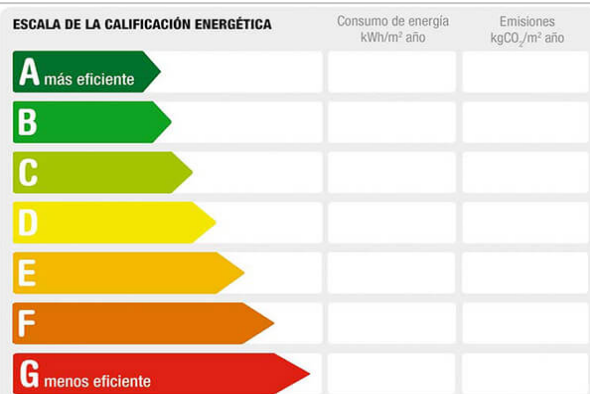 ESCALA DE LA CALIFICACIÓN ENERGÉTICA
Consumo de energía
kWh/m² año
Emisiones
kgCO₂/m² año
A más eficiente
B
C
D
E
F
G menos eficiente